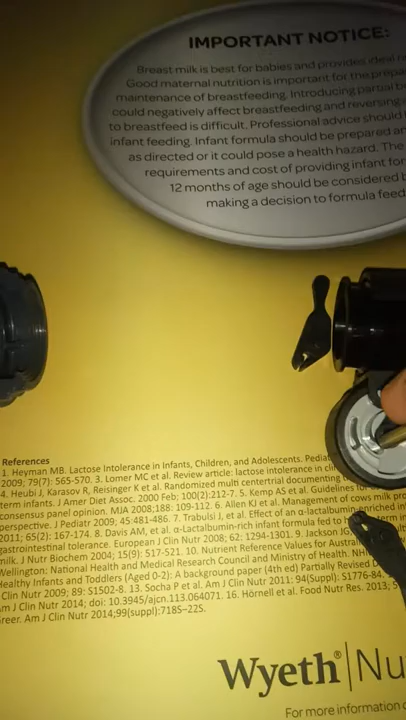 IMPORTANT NOTICE:
Breast milk is best for babies and provides ideal
Good maternal nutrition is important for the
maintenance of breastfeeding. Introducing partial
could negatively affect breastfeeding and reversing
to breastfeed is difficult. Professional advice should
infant feeding. Infant formula should be prepared
as directed or it could pose a health hazard. The
requirements and cost of providing infant
12 months of age should be considered
making a decision to formula feed
References
1. Heyman MB. Lactose Intolerance in Infants, Children, and Adolescents.
2009; 79(7): 565-570. 3. Lomer MC et al. Review article: lactose intolerance in
4. Heubi J, Karasov R, Reisinger K et al. Randomized multi centertrial documenting
term infants. J Amer Diet Assoc. 2000 Feb; 100(2):212-7. 5. Kemp AS et al. Guidelines for
consensus panel opinion. MJA 2008;188: 109-112. 6. Allen KJ et al. Management of cows milk
perspective. J Pediatr 2009; 45:481-486. 7. Trabulsi J, et al. Effect of an α-lactalbumin-enriched
2011; 65(2): 167-174. 8. Davis AM, et al. α-Lactalbumin-rich infant formula fed to
gastrointestinal tolerance. European J Clin Nutr 2008; 62: 1294-1301. 9. Jackson JG,
milk. J Nutr Biochem 2004; 15(9): 517-521. 10. Nutrient Reference Values for
Wellington: National Health and Medical Research Council and Ministry of Health.
Healthy Infants and Toddlers (Aged 0-2): A background paper (4th ed) Partially Revised
Clin Nutr 2009; 89: S1502-8. 13. Socha P et al. Am J Clin Nutr 2011: 94(Suppl): S1776-84.
Am J Clin Nutr 2014; doi: 10.3945/ajcn.113.064071. 16. Hörnell et al. Food Nutr Res. 2013;
Greer. Am J Clin Nutr 2014;99(suppl):718S–22S.
Wyeth® | Nu
For more information